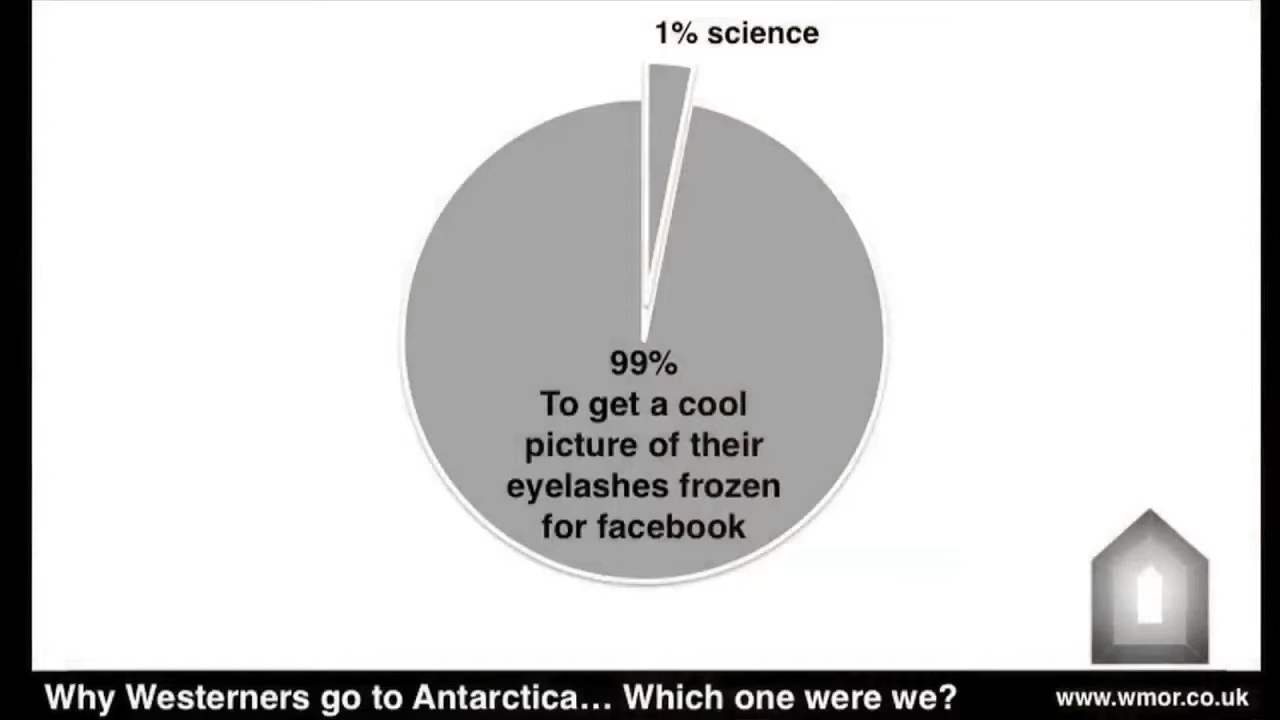 1% science
99%
To get a cool
picture of their
eyelashes frozen
for facebook
Why Westerners go to Antarctica... Which one were we?
www.wmor.co.uk